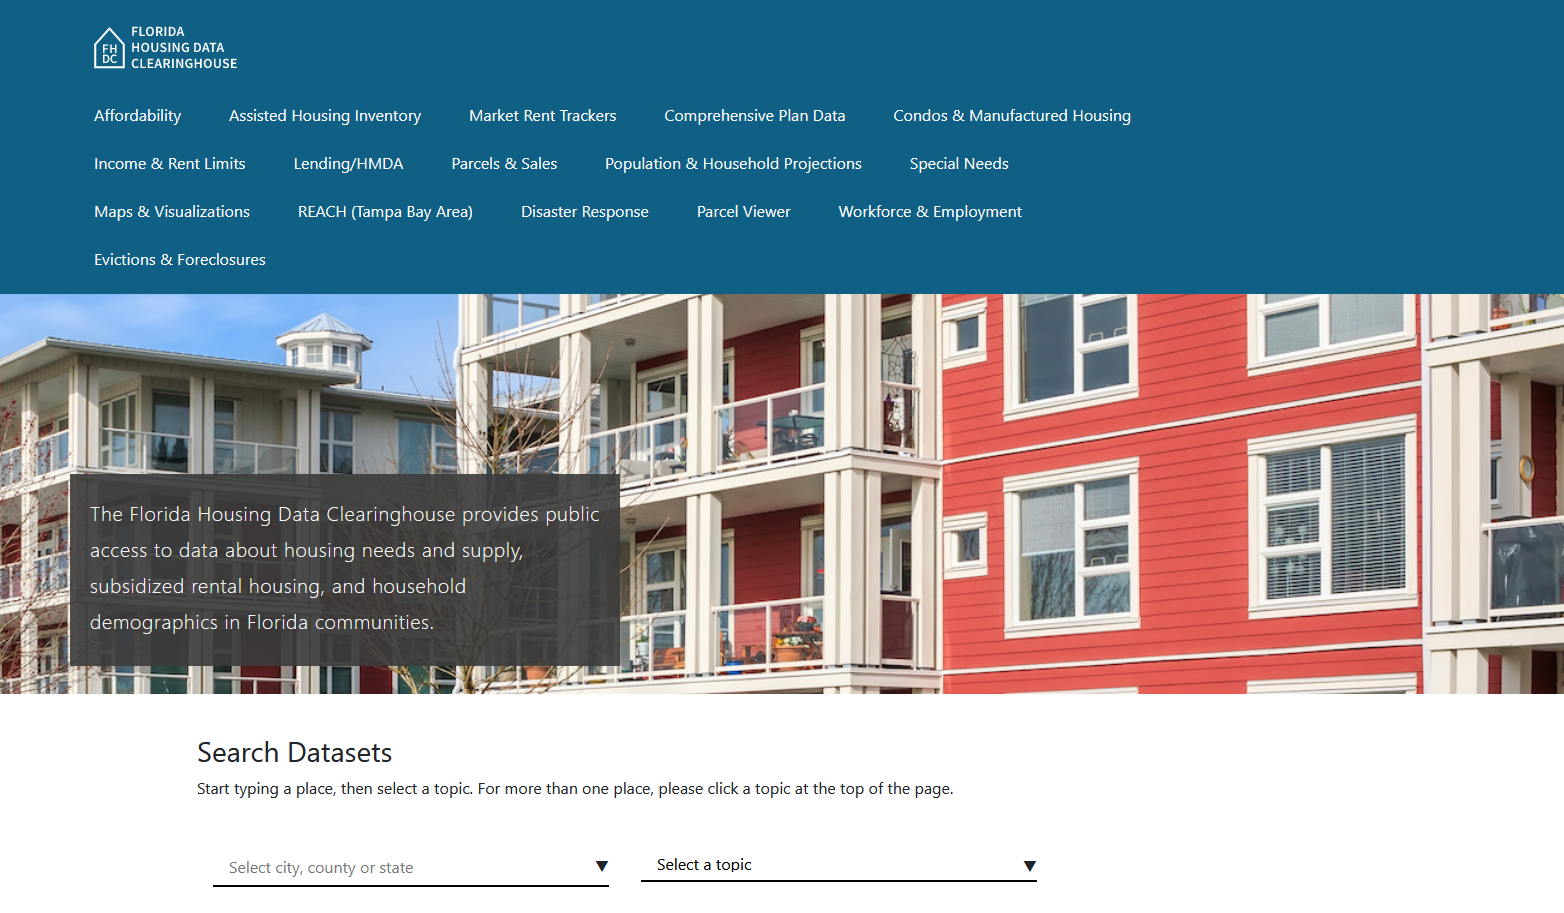 FLORIDA
HOUSING DATA
CLEARINGHOUSE
FH
DC
Affordability Assisted Housing Inventory Market Rent Trackers Comprehensive Plan Data Condos & Manufactured Housing
Income & Rent Limits Lending/HMDA Parcels & Sales Population & Household Projections Special Needs
Maps & Visualizations REACH (Tampa Bay Area) Disaster Response Parcel Viewer Workforce & Employment
Evictions & Foreclosures
The Florida Housing Data Clearinghouse provides public
access to data about housing needs and supply,
subsidized rental housing, and household
demographics in Florida communities.
Search Datasets
Start typing a place, then select a topic. For more than one place, please click a topic at the top of the page.
Select city, county or state Select a topic